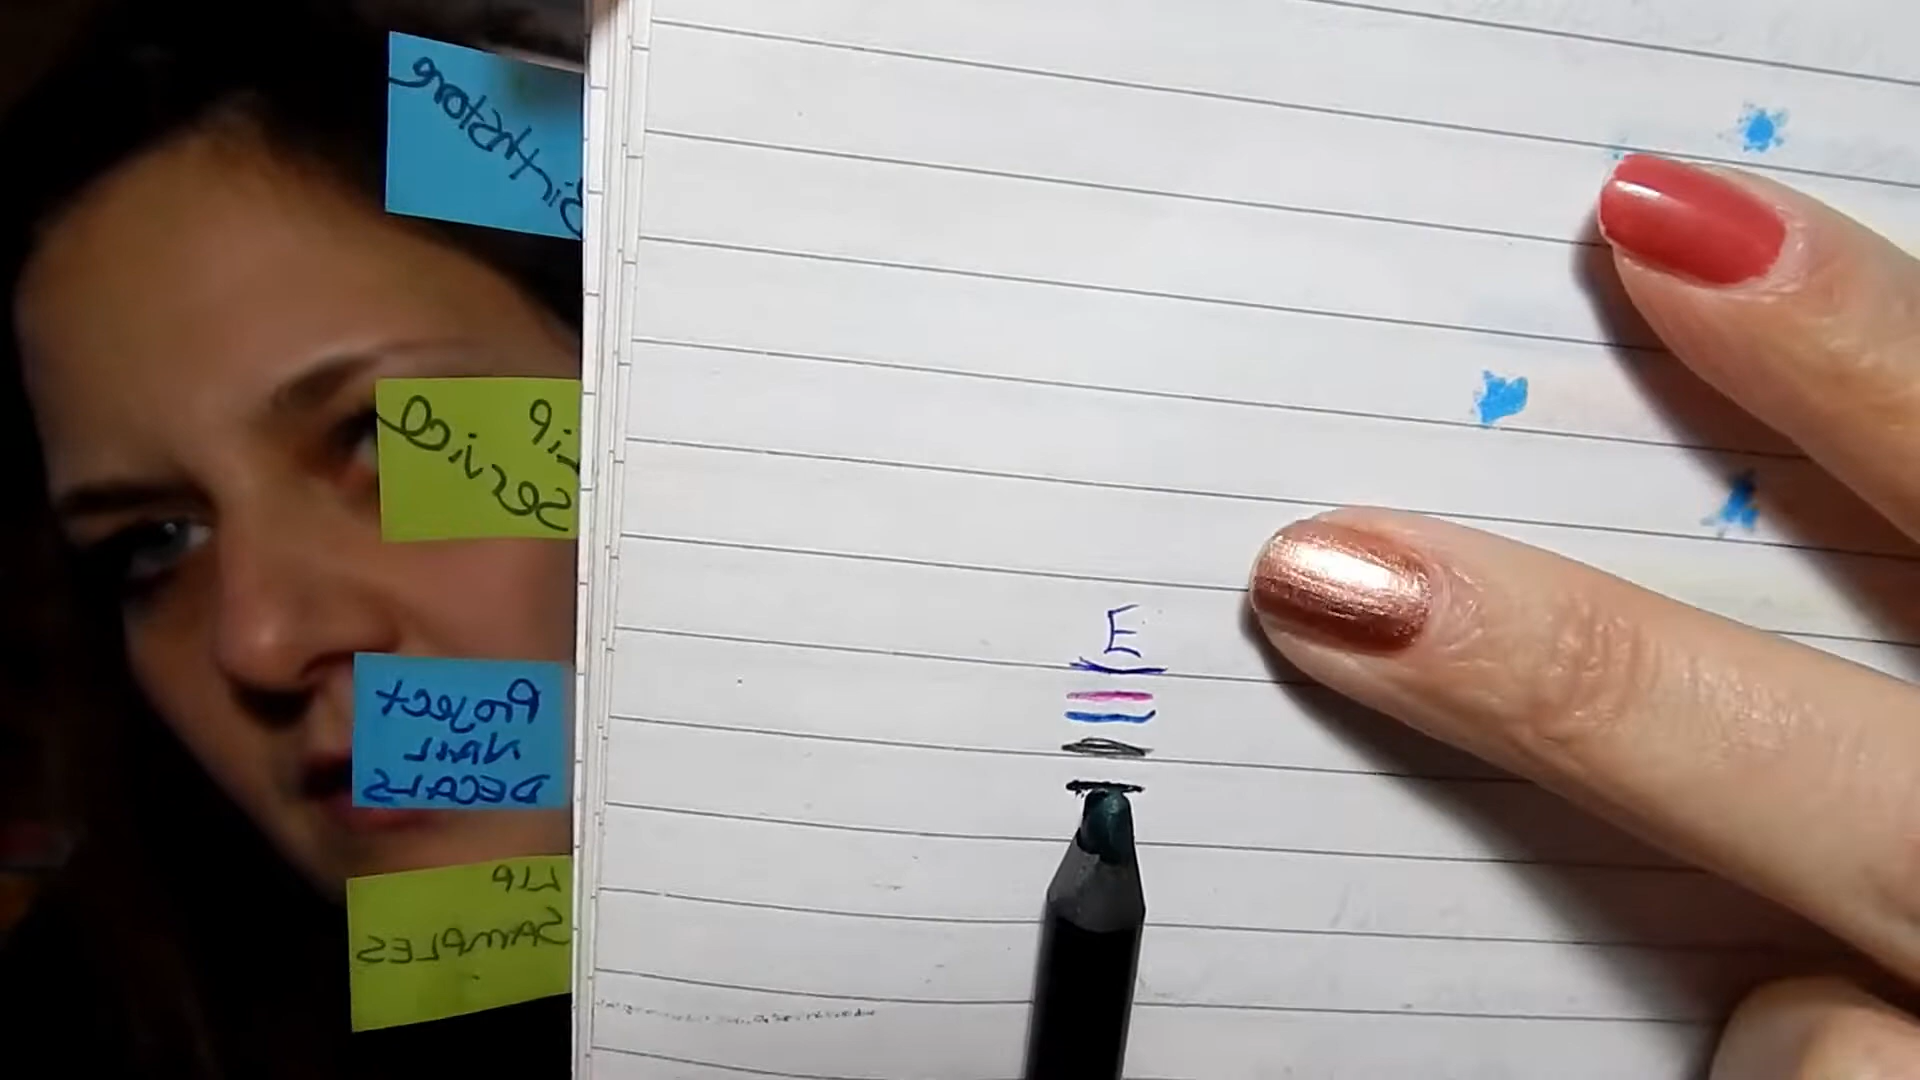 Birthstone
Lip
Service
PROJECT
NAIL
DECALS
LIP
SAMPLES
E